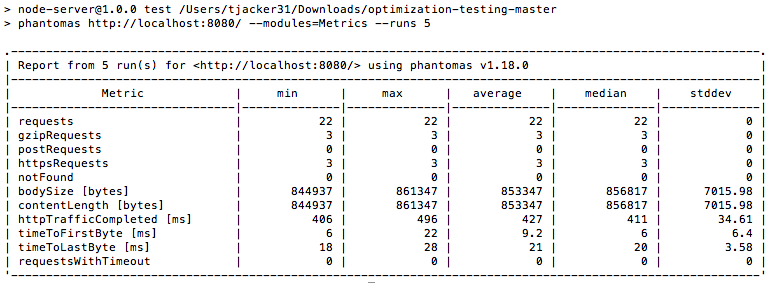 > node-server@1.0.0 test /Users/tjacker31/Downloads/optimization-testing-master
> phantomas http://localhost:8080/ --modules=Metrics --runs 5
| Report from 5 run(s) for <http://localhost:8080/> using phantomas v1.18.0 |
| Metric | min | max | average | median | stddev |
| requests | 22 | 22 | 22 | 22 | 0 |
| gzipRequests | 3 | 3 | 3 | 3 | 0 |
| postRequests | 0 | 0 | 0 | 0 | 0 |
| httpsRequests | 3 | 3 | 3 | 3 | 0 |
| notFound | 0 | 0 | 0 | 0 | 0 |
| bodySize [bytes] | 844937 | 861347 | 853347 | 856817 | 7015.98 |
| contentLength [bytes] | 844937 | 861347 | 853347 | 856817 | 7015.98 |
| httpTrafficCompleted [ms] | 406 | 496 | 427 | 411 | 34.61 |
| timeToFirstByte [ms] | 6 | 22 | 9.2 | 6 | 6.4 |
| timeToLastByte [ms] | 18 | 28 | 21 | 20 | 3.58 |
| requestsWithTimeout | 0 | 0 | 0 | 0 | 0 |